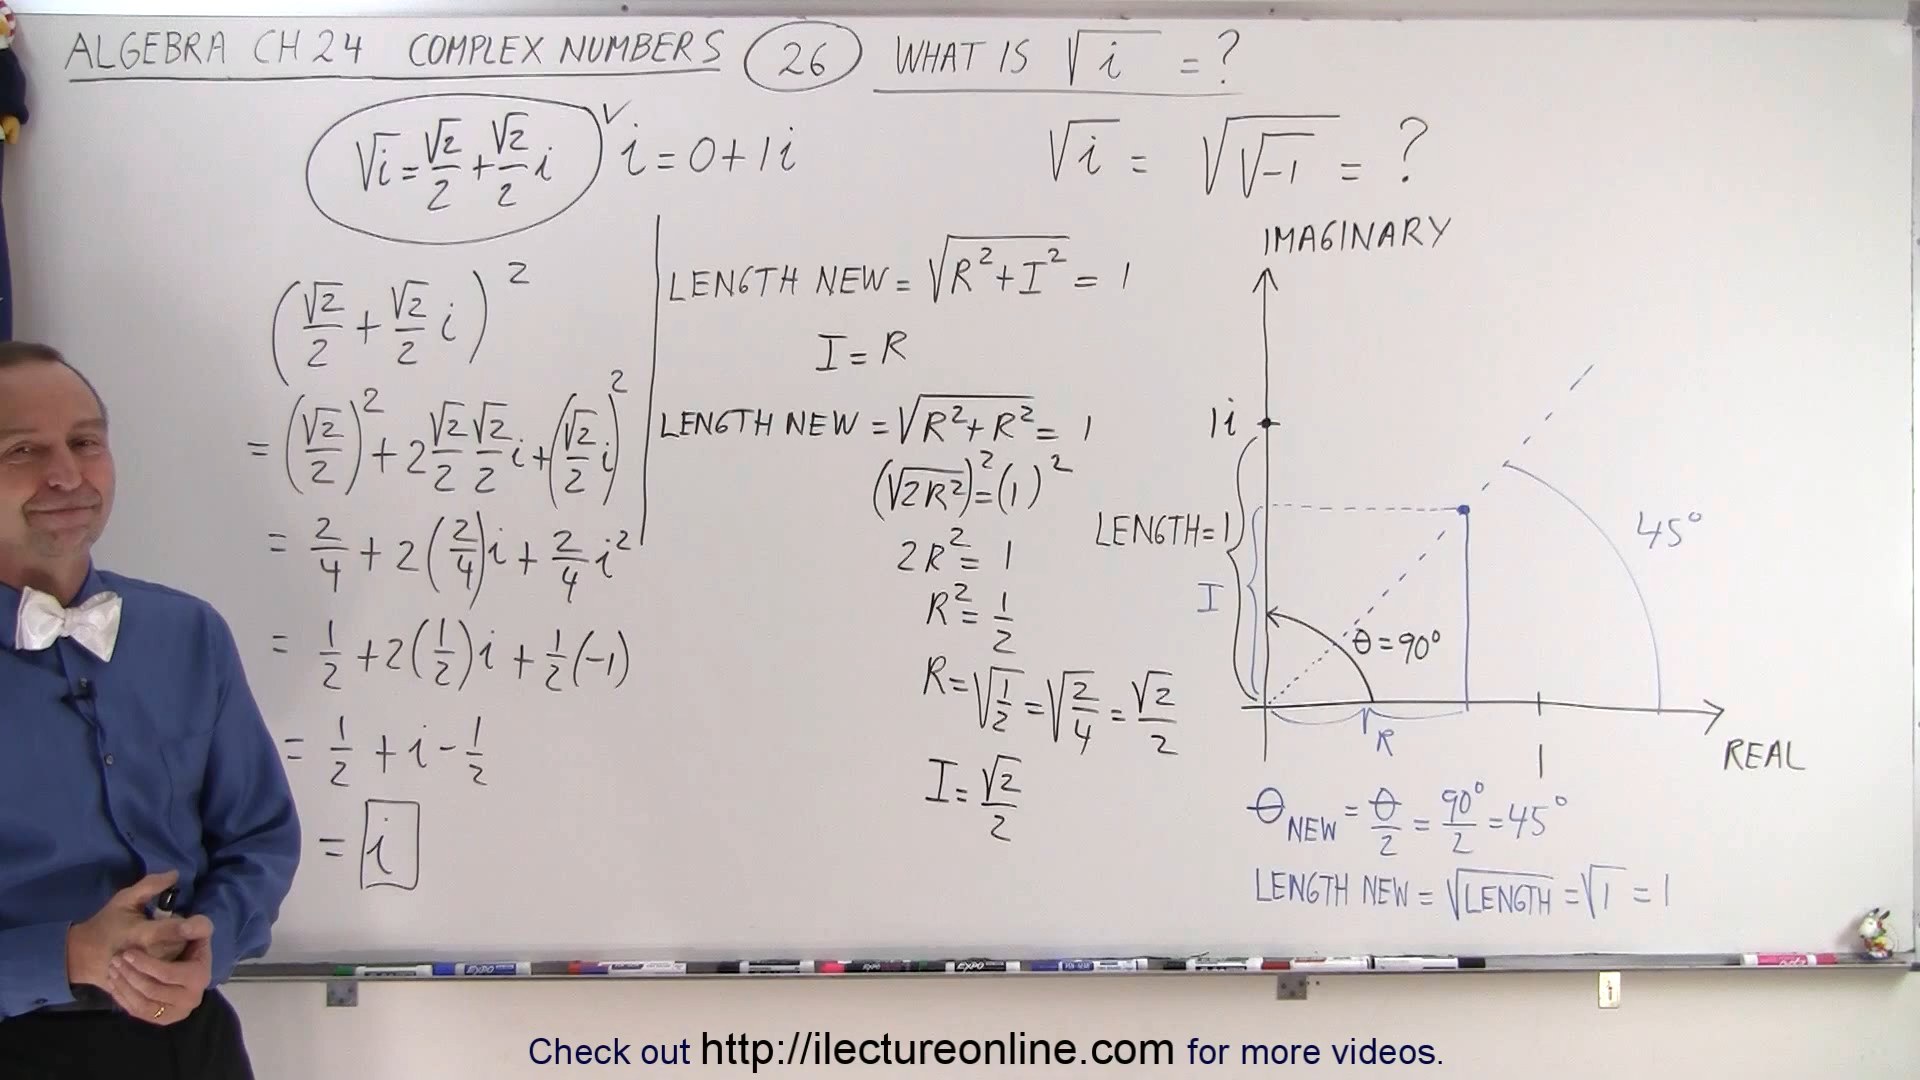 ALGEBRA CH 24 COMPLEX NUMBERS 26 WHAT IS √i = ?
√i = √2/2 + √2/2 i ✓ i = 0 + 1i
√i = √√-1 = ?
(√2/2 + √2/2 i)²
= (√2/2)² + 2 √2/2 √2/2 i + (√2/2 i)²
= 2/4 + 2(2/4)i + 2/4 i²
= 1/2 + 2(1/2)i + 1/2(-1)
= 1/2 + i - 1/2
= i
LENGTH NEW = √R² + I² = 1
I = R
LENGTH NEW = √R² + R² = 1
(√2R²)² = (1)²
2R² = 1
R² = 1/2
R = √1/2 = √2/4 = √2/2
I = √2/2
IMAGINARY
1i
LENGTH = 1
I
θ = 90°
45°
R
1
REAL
θ NEW = θ/2 = 90°/2 = 45°
LENGTH NEW = √LENGTH = √1 = 1
EXPO
EXPO
EXPO
Check out http://ilectureonline.com for more videos.